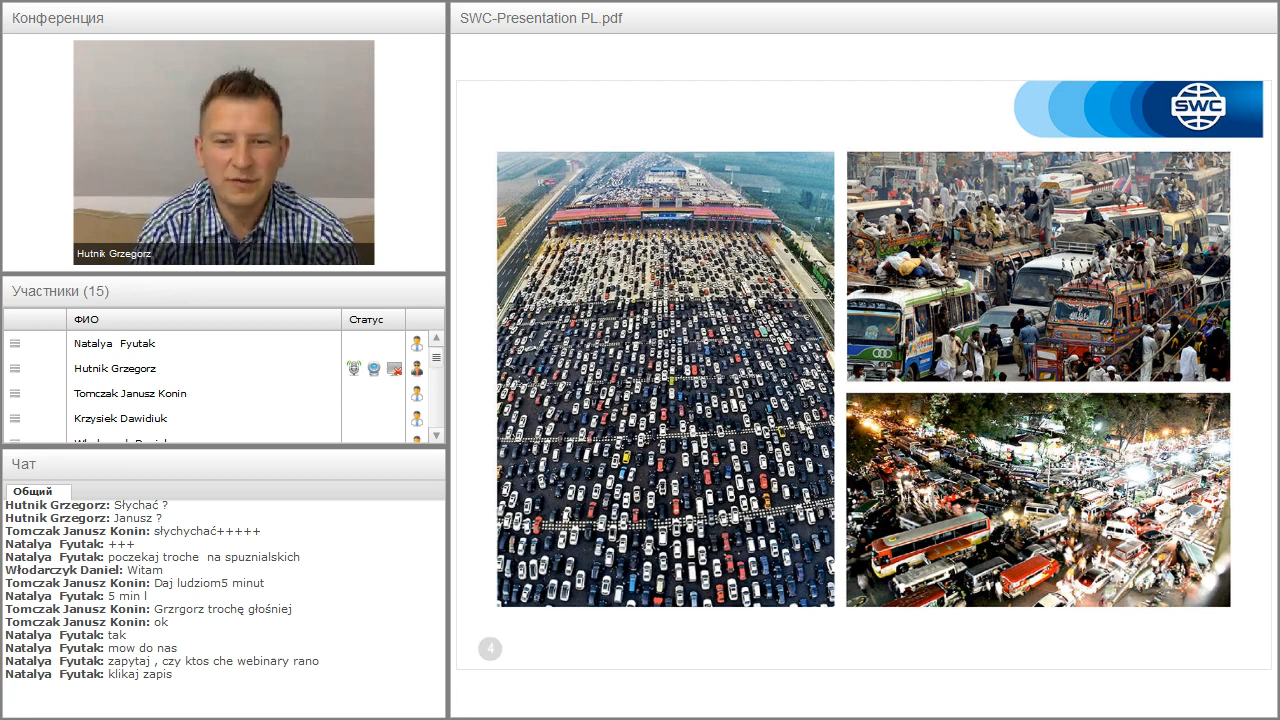 Конференция
Hutnik Grzegorz
Участники (15)
ФИО
Статус
Natalya Fyutak
Hutnik Grzegorz
Tomczak Janusz Konin
Krzysiek Dawidiuk
Чат
Общий
Hutnik Grzegorz: Słychać ?
Hutnik Grzegorz: Janusz ?
Tomczak Janusz Konin: słychychać+++++
Natalya Fyutak: +++
Natalya Fyutak: poczekaj troche na spuznialskich
Włodarczyk Daniel: Witam
Tomczak Janusz Konin: Daj ludziom5 minut
Natalya Fyutak: 5 min l
Tomczak Janusz Konin: Grzrgorz trochę głośniej
Tomczak Janusz Konin: ok
Natalya Fyutak: tak
Natalya Fyutak: mow do nas
Natalya Fyutak: zapytaj , czy ktos che webinary rano
Natalya Fyutak: klikaj zapis
SWC-Presentation PL.pdf
SWC
4